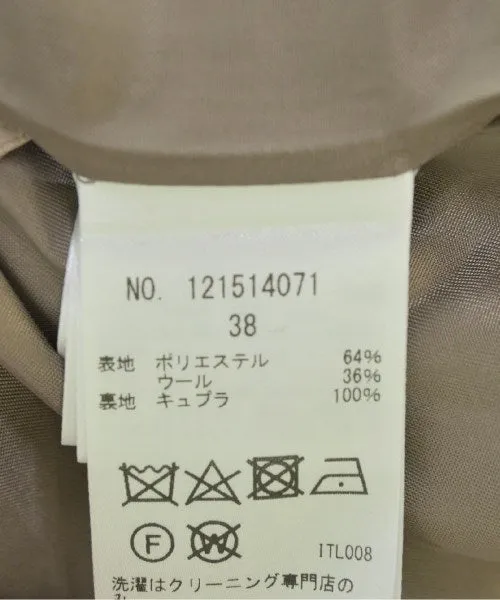 NO. 121514071
38
表地 ポリエステル 64%
ウール 36%
裏地 キュプラ 100%
F W
ITL008
洗濯はクリーニング専門店の